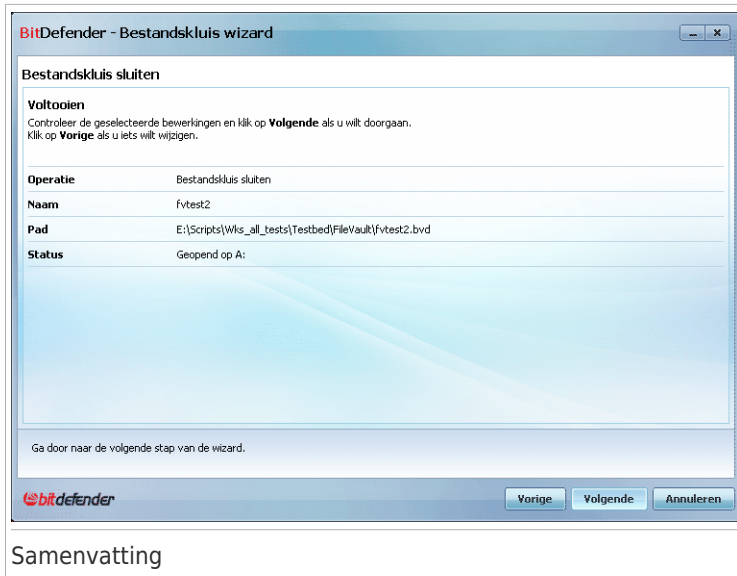 BitDefender - Bestandskluis wizard
Bestandskluis sluiten
Voltooien
Controleer de geselecteerde bewerkingen en klik op Volgende als u wilt doorgaan.
Klik op Vorige als u iets wilt wijzigen.
Operatie Bestandskluis sluiten
Naam fvtest2
Pad E:\Scripts\Wks_all_tests\Testbed\FileVault\fvtest2.bvd
Status Geopend op A:
Ga door naar de volgende stap van de wizard.
bitdefender
Vorige Volgende Annuleren
Samenvatting